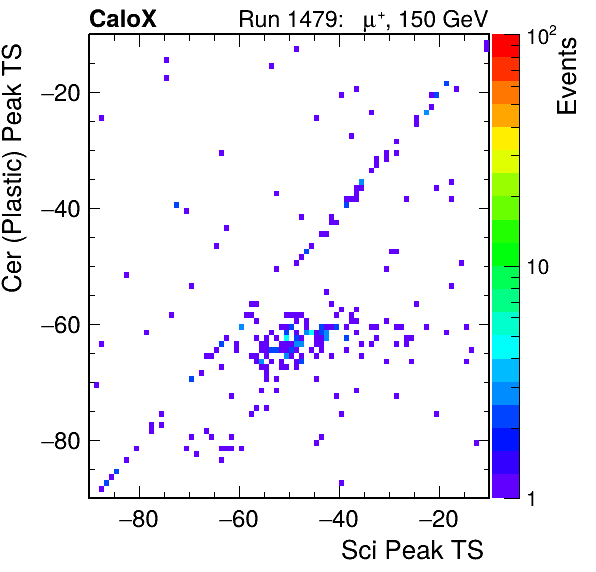 CaloX Run 1479: μ⁺, 150 GeV
Cer (Plastic) Peak TS
−20
−40
−60
−80
−80 −60 −40 −20
Sci Peak TS
10²
10
1
Events